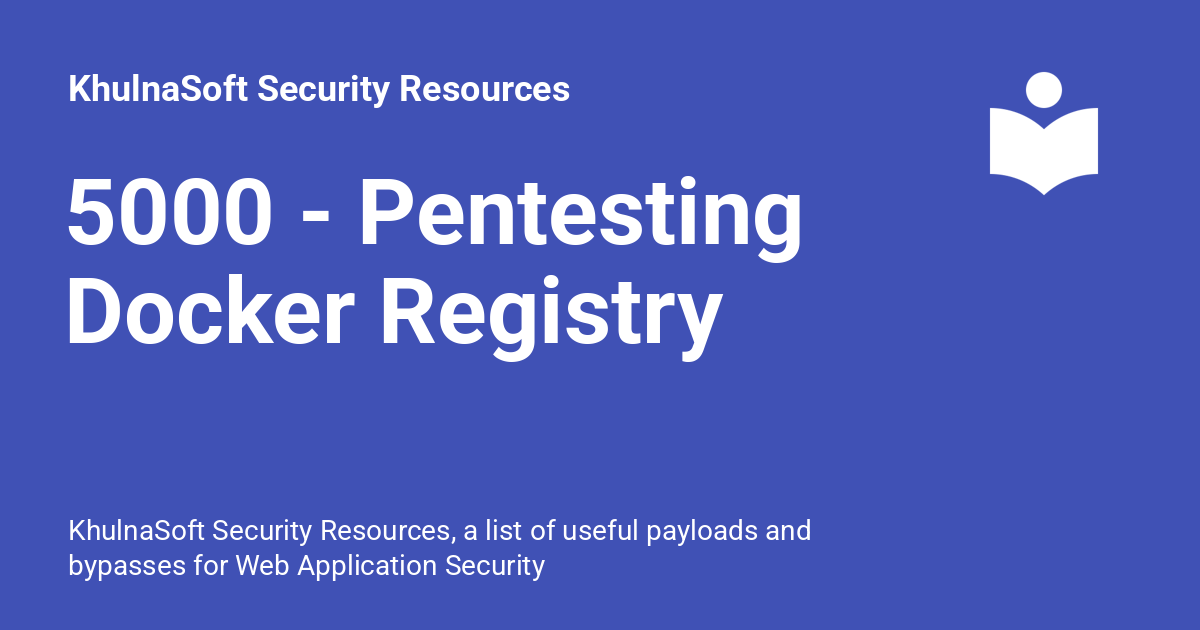 KhulnaSoft Security Resources
5000 - Pentesting
Docker Registry
KhulnaSoft Security Resources, a list of useful payloads and
bypasses for Web Application Security